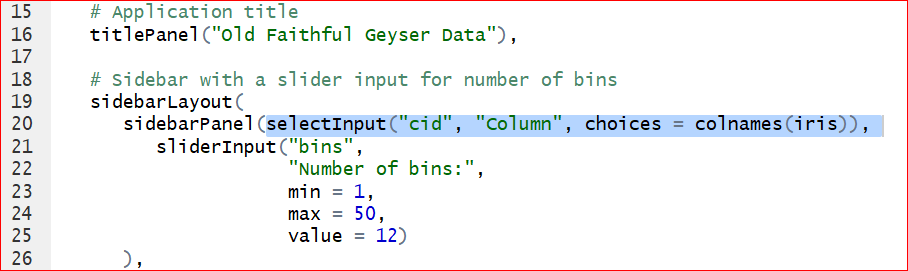 15 # Application title
16 titlePanel("Old Faithful Geyser Data"),
17
18 # Sidebar with a slider input for number of bins
19 sidebarLayout(
20 sidebarPanel(selectInput("cid", "Column", choices = colnames(iris)),
21 sliderInput("bins",
22 "Number of bins:",
23 min = 1,
24 max = 50,
25 value = 12)
26 ),